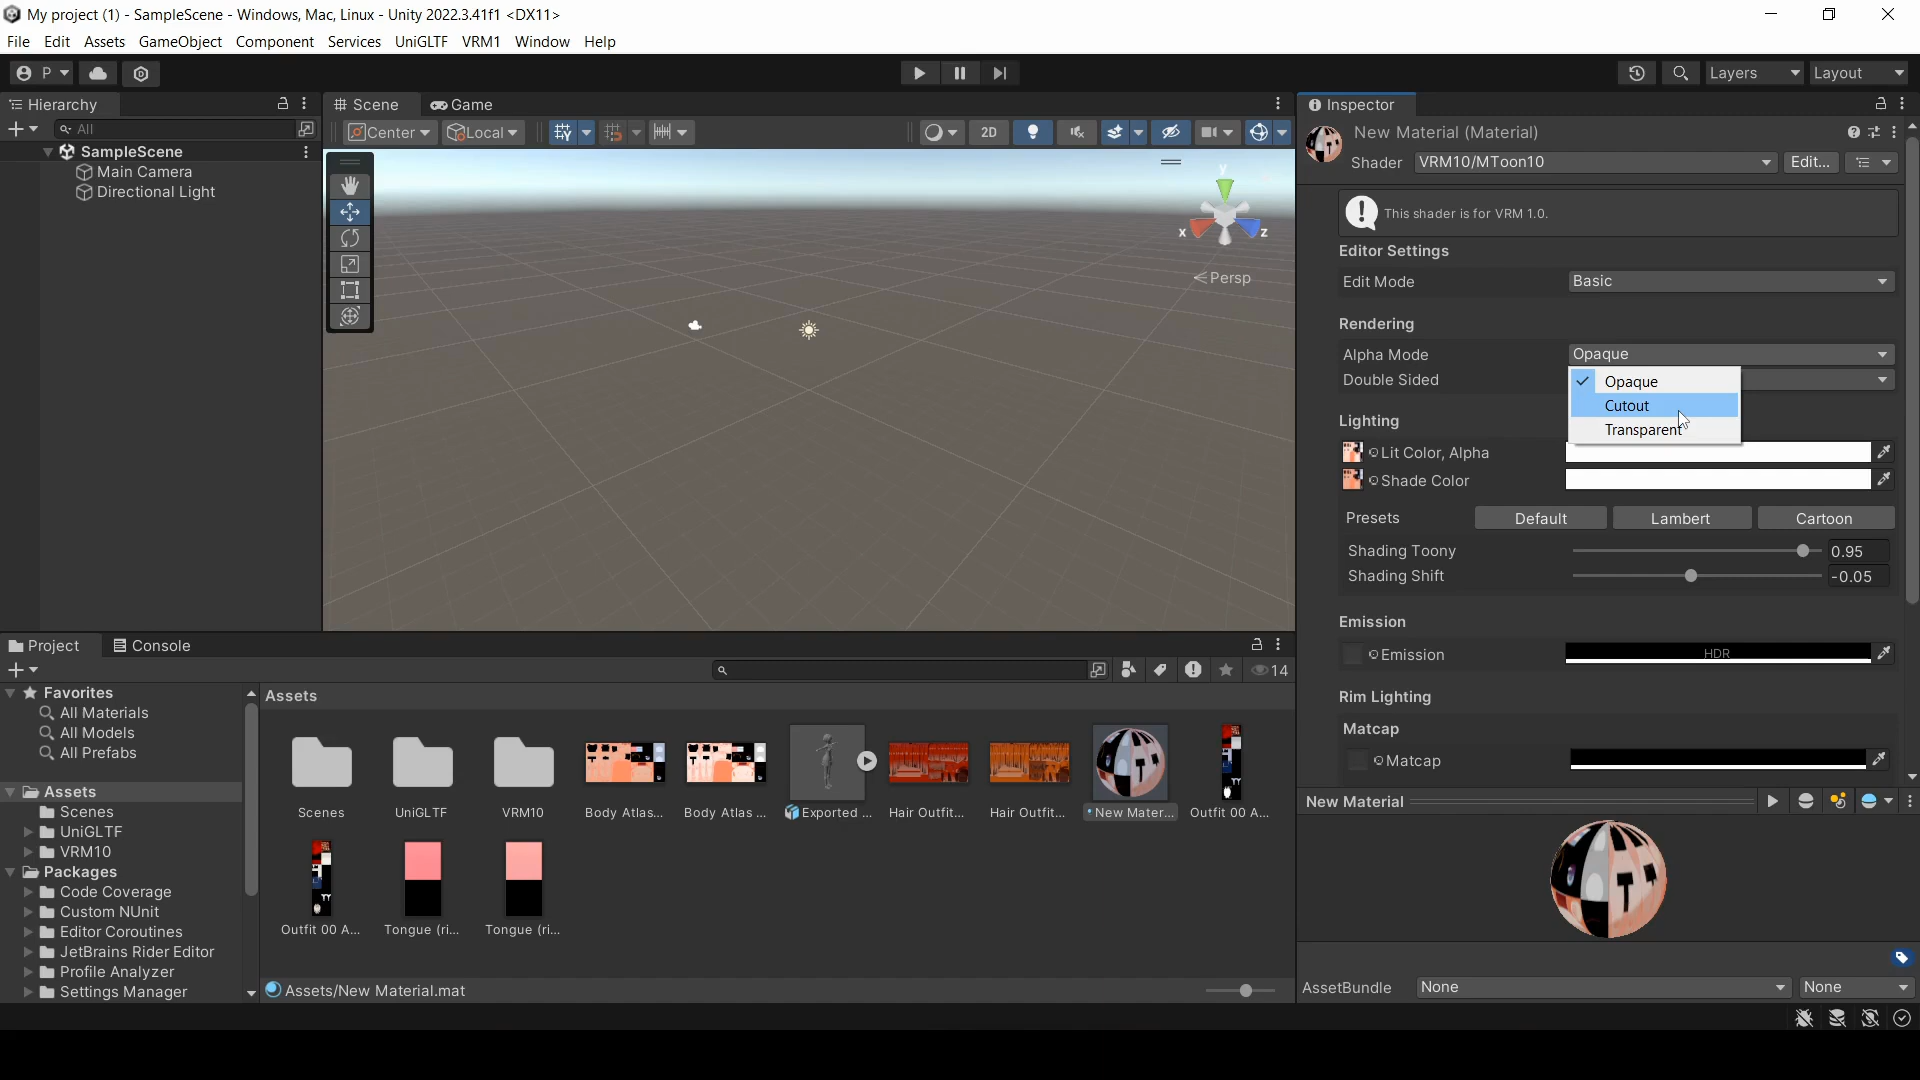 My project (1) - SampleScene - Windows, Mac, Linux - Unity 2022.3.41f1 <DX11>
File Edit Assets GameObject Component Services UniGLTF VRM1 Window Help
P Layers Layout
Hierarchy
All
SampleScene
Main Camera
Directional Light
Scene Game
Center Local 2D
y
x z
Persp
Inspector
New Material (Material)
Shader VRM10/MToon10 Edit...
This shader is for VRM 1.0.
Editor Settings
Edit Mode Basic
Rendering
Alpha Mode Opaque
Double Sided
Opaque
Cutout
Transparent
Lighting
Lit Color, Alpha
Shade Color
Presets Default Lambert Cartoon
Shading Toony 0.95
Shading Shift -0.05
Emission
Emission HDR
Rim Lighting
Matcap
Matcap
New Material
AssetBundle None None
Project Console
14
Favorites
All Materials
All Models
All Prefabs
Assets
Scenes
UniGLTF
VRM10
Packages
Code Coverage
Custom NUnit
Editor Coroutines
JetBrains Rider Editor
Profile Analyzer
Settings Manager
Assets
Scenes UniGLTF VRM10 Body Atlas... Body Atlas ... Exported ... Hair Outfit... Hair Outfit... New Mater... Outfit 00 A...
Outfit 00 A... Tongue (ri... Tongue (ri...
Assets/New Material.mat